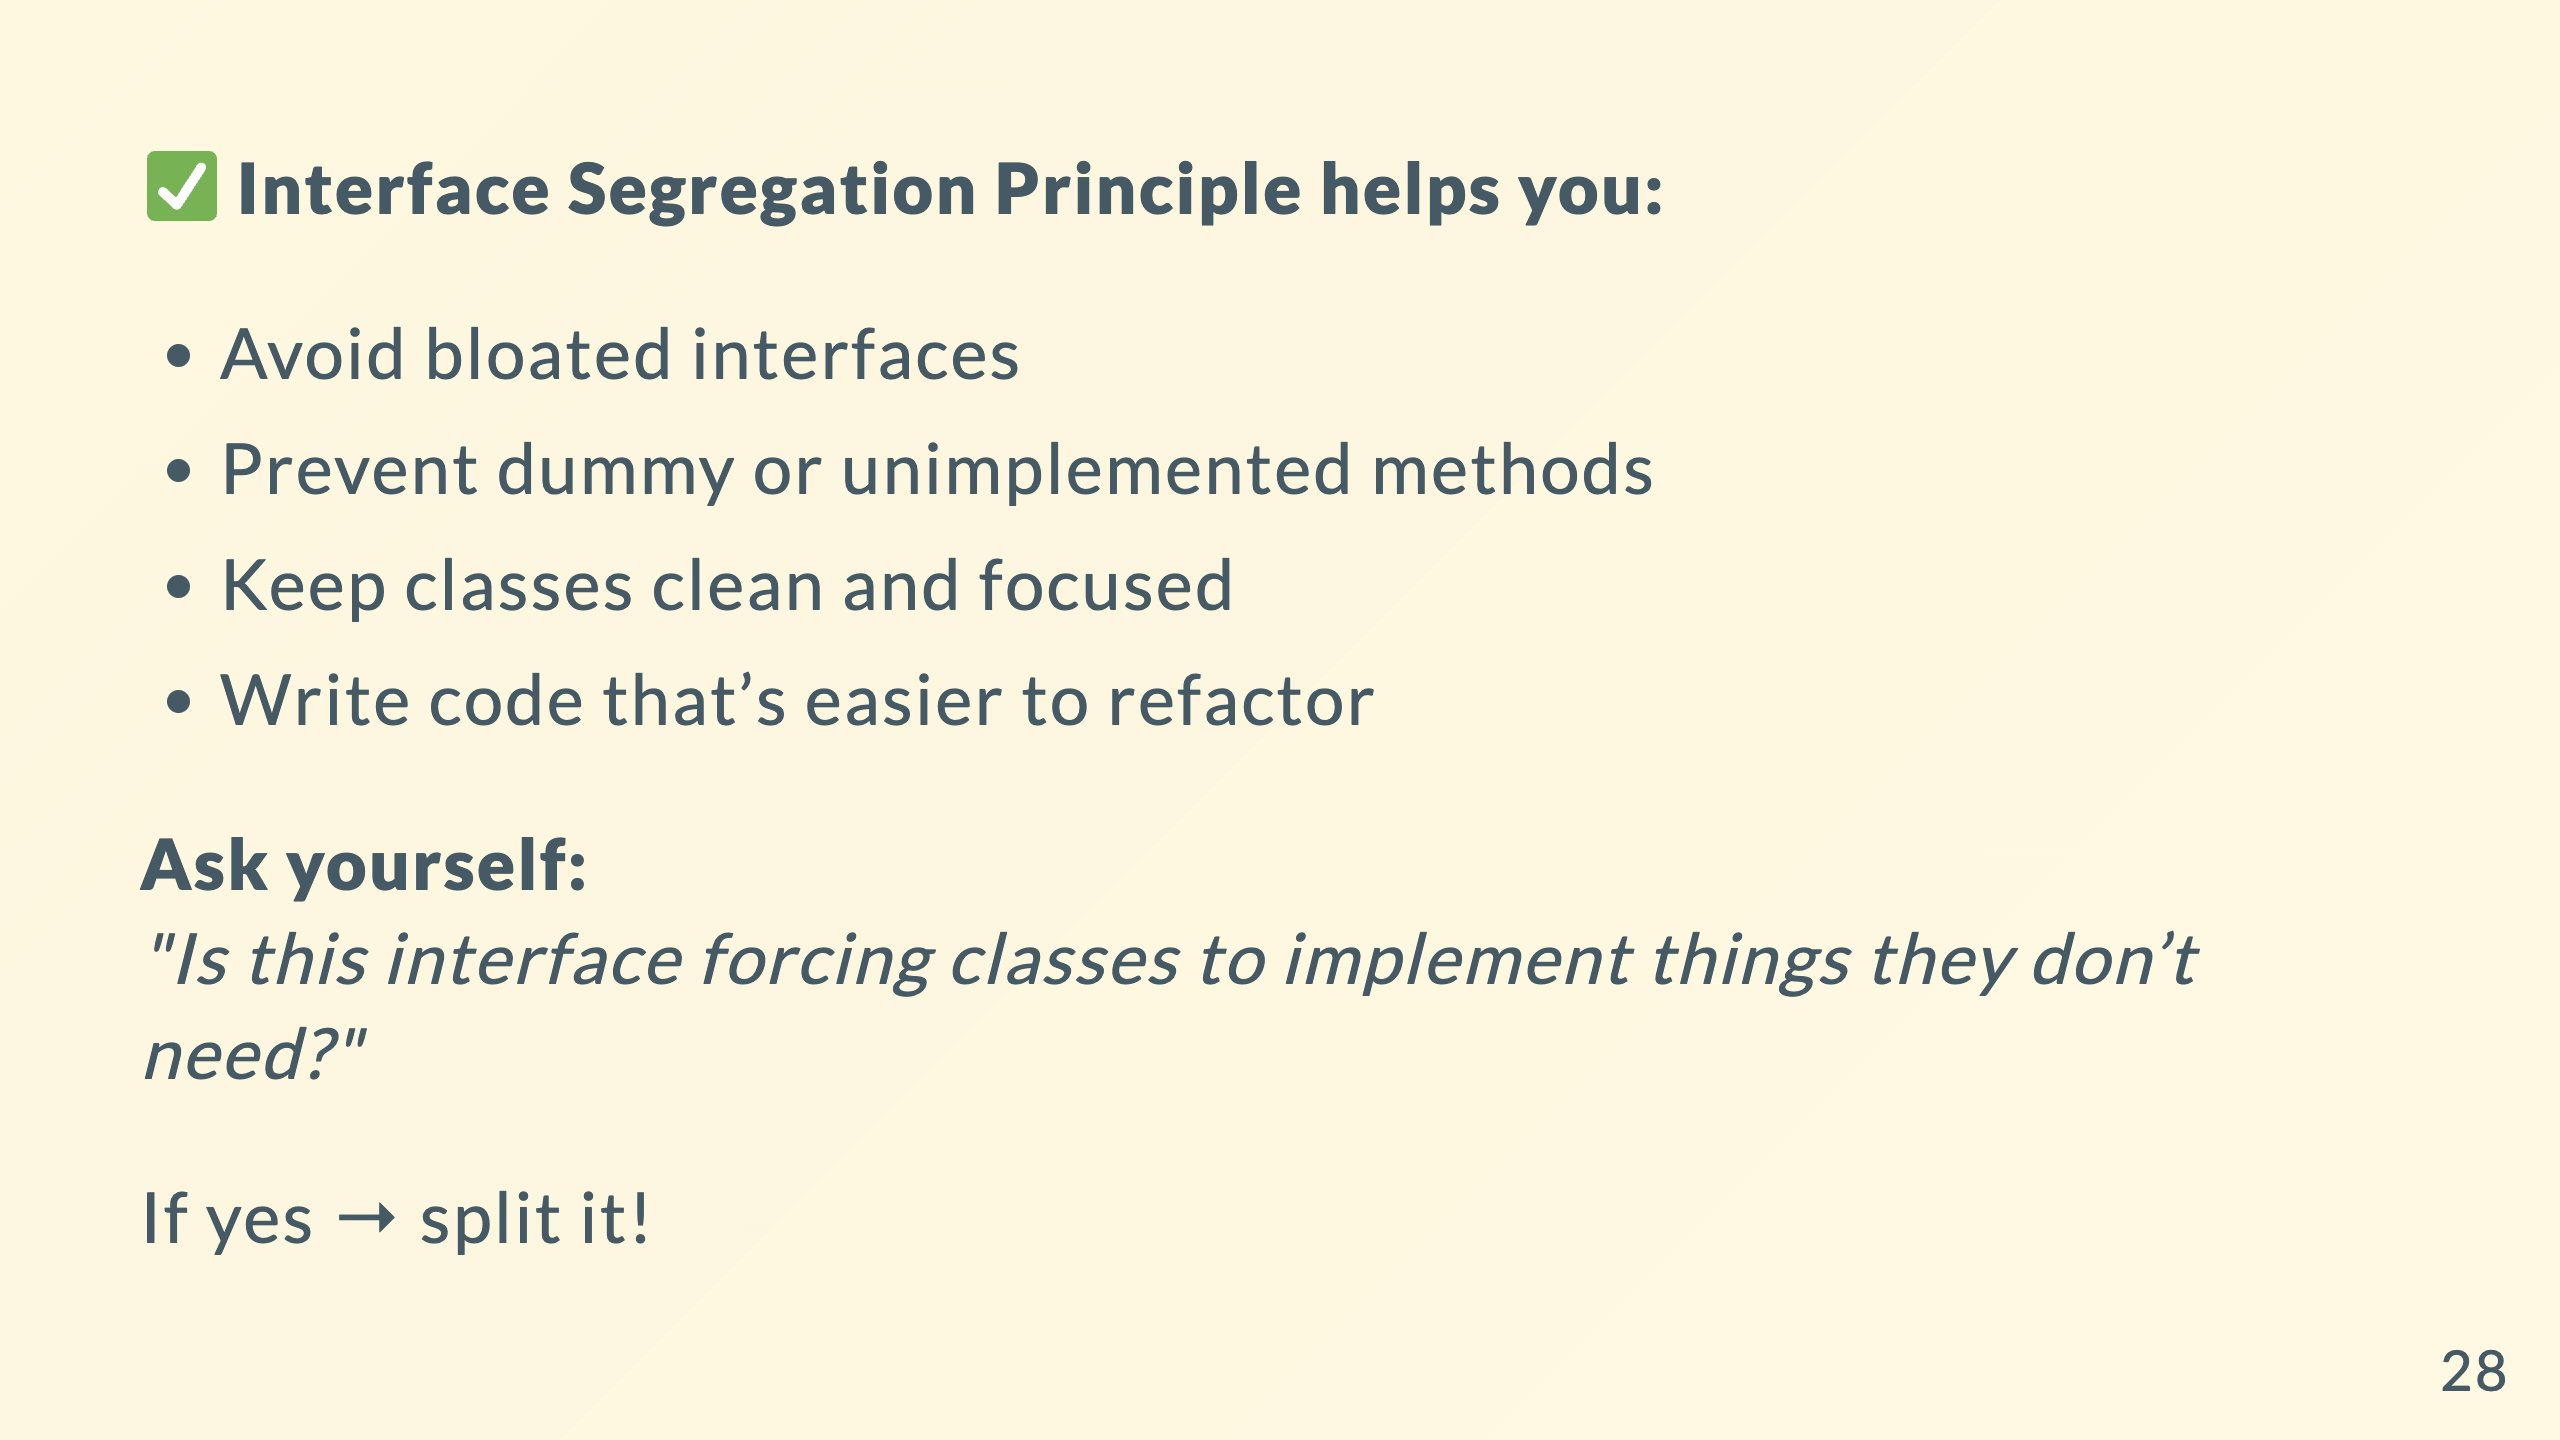 ✅ Interface Segregation Principle helps you:
• Avoid bloated interfaces
• Prevent dummy or unimplemented methods
• Keep classes clean and focused
• Write code that’s easier to refactor
Ask yourself:
"Is this interface forcing classes to implement things they don’t
need?"
If yes → split it!
28